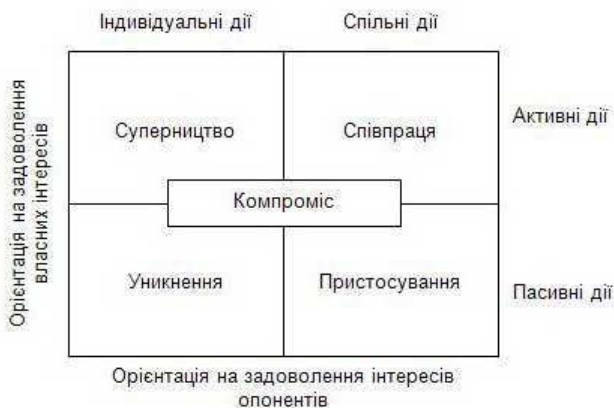 Індивідуальні дії
Спільні дії
Орієнтація на задоволення
власних інтересів
Суперництво
Співпраця
Активні дії
Компроміс
Уникнення
Пристосування
Пасивні дії
Орієнтація на задоволення інтересів
опонентів